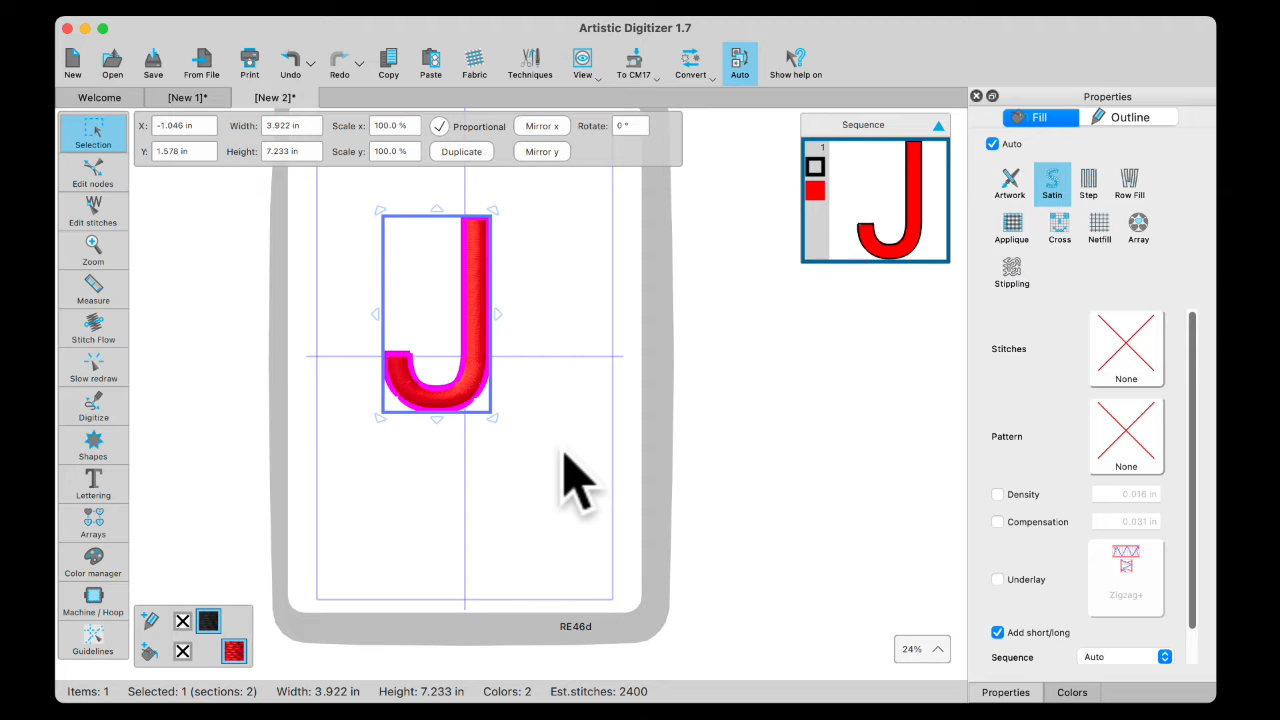 Artistic Digitizer 1.7
New
Open
Save
From File
Print
Undo
Redo
Copy
Paste
Fabric
Techniques
View
To CM17
Convert
Auto
Show help on
Welcome
[New 1]*
[New 2]*
Properties
X: -1.046 in
Width: 3.922 in
Scale x: 100.0 %
Proportional
Mirror x
Rotate: 0 °
Y: 1.578 in
Height: 7.233 in
Scale y: 100.0 %
Duplicate
Mirror y
Sequence
1
Fill
Outline
Auto
Artwork
Satin
Step
Row Fill
Applique
Cross
Netfill
Array
Stippling
Stitches
None
Pattern
None
Density
0.016 in
Compensation
0.031 in
Underlay
Zigzag+
Add short/long
Sequence
Auto
Selection
Edit nodes
Edit stitches
Zoom
Measure
Stitch Flow
Slow redraw
Digitize
Shapes
Lettering
Arrays
Color manager
Machine / Hoop
Guidelines
J
J
RE46d
24%
Items: 1
Selected: 1 (sections: 2)
Width: 3.922 in
Height: 7.233 in
Colors: 2
Est.stitches: 2400
Properties
Colors